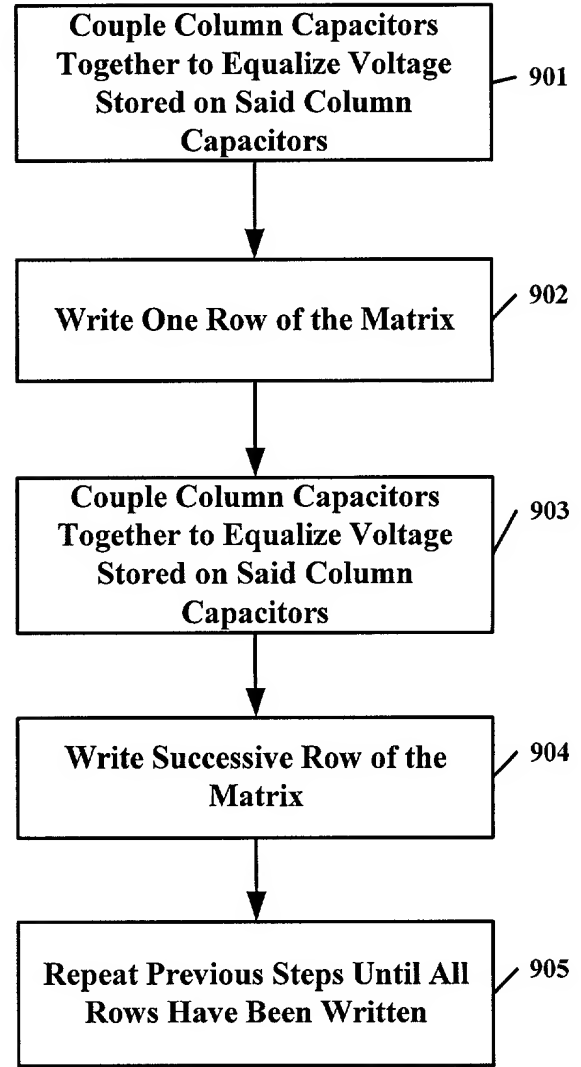 Couple Column Capacitors
Together to Equalize Voltage
Stored on Said Column
Capacitors
901
Write One Row of the Matrix
902
Couple Column Capacitors
Together to Equalize Voltage
Stored on Said Column
Capacitors
903
Write Successive Row of the
Matrix
904
Repeat Previous Steps Until All
Rows Have Been Written
905